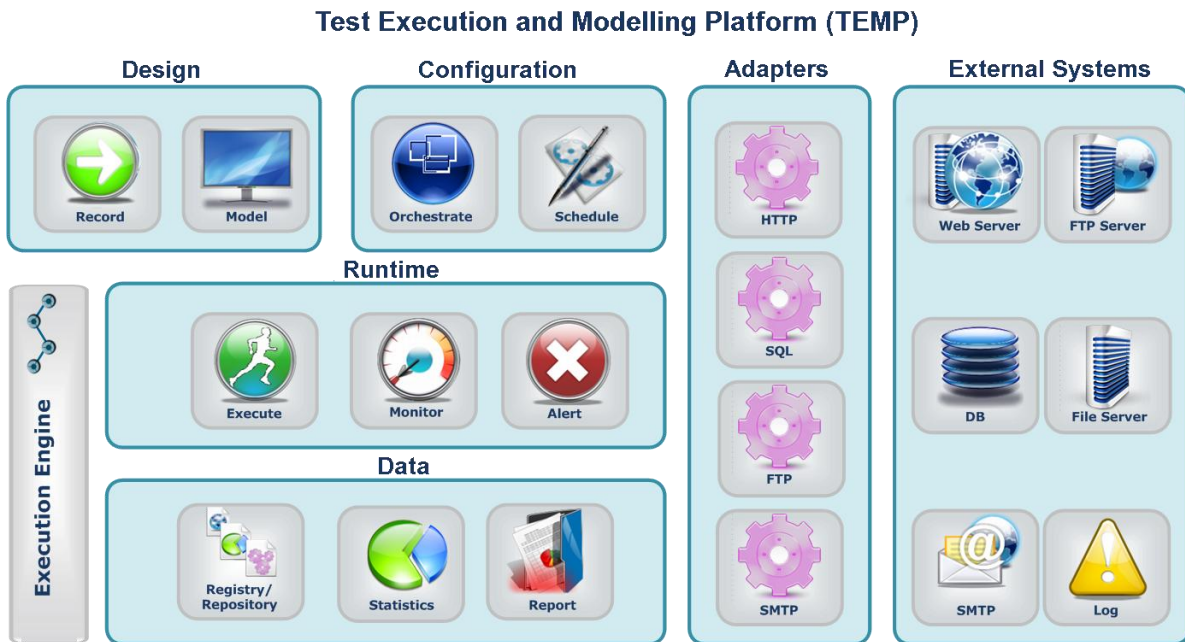 Test Execution and Modelling Platform (TEMP)
Design
Record
Model
Configuration
Orchestrate
Schedule
Adapters
HTTP
SQL
FTP
SMTP
External Systems
Web Server
FTP Server
DB
File Server
SMTP
Log
Execution Engine
Runtime
Execute
Monitor
Alert
Data
Registry/
Repository
Statistics
Report